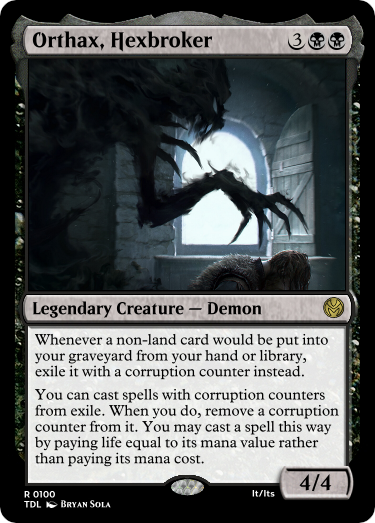 Orthax, Hexbroker 3
Legendary Creature — Demon
Whenever a non-land card would be put into
your graveyard from your hand or library,
exile it with a corruption counter instead.
You can cast spells with corruption counters
from exile. When you do, remove a corruption
counter from it. You may cast a spell this way
by paying life equal to its mana value rather
than paying its mana cost.
4/4
R 0100 It/Its
TDL Bryan Sola